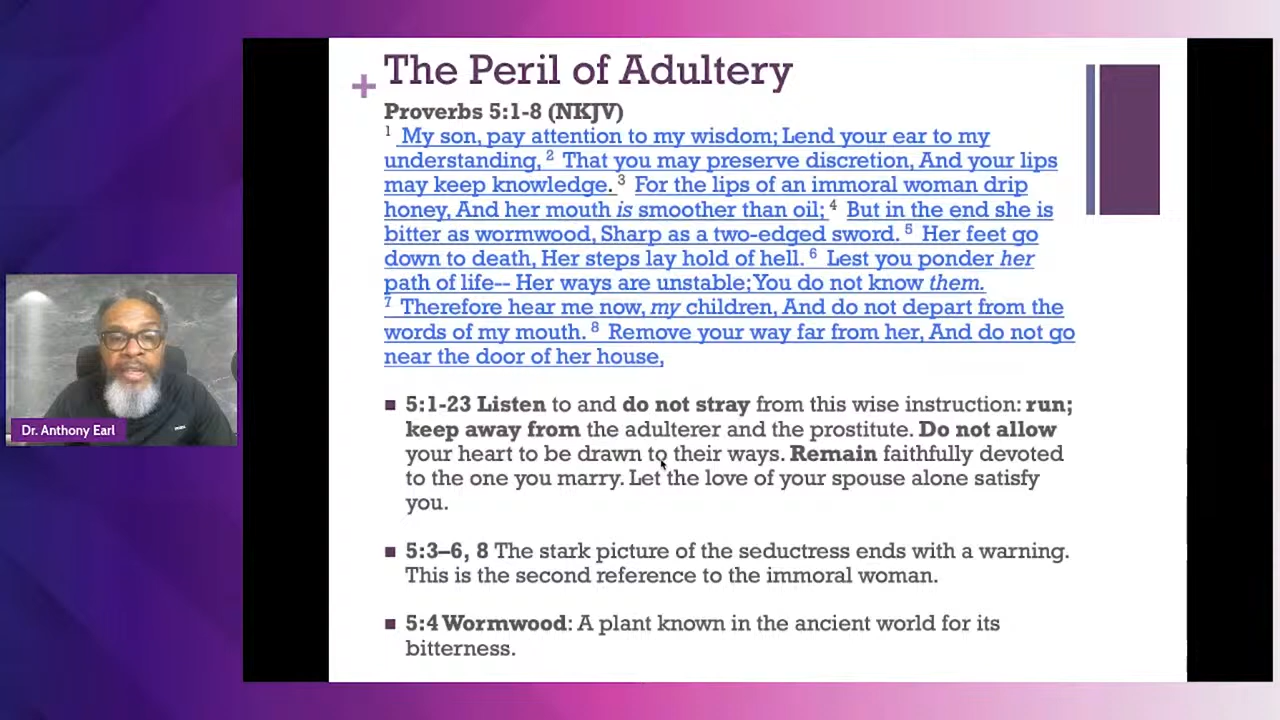 + The Peril of Adultery
Proverbs 5:1-8 (NKJV)
1 My son, pay attention to my wisdom; Lend your ear to my
understanding, 2 That you may preserve discretion, And your lips
may keep knowledge. 3 For the lips of an immoral woman drip
honey, And her mouth is smoother than oil; 4 But in the end she is
bitter as wormwood, Sharp as a two-edged sword. 5 Her feet go
down to death, Her steps lay hold of hell. 6 Lest you ponder her
path of life-- Her ways are unstable; You do not know them.
7 Therefore hear me now, my children, And do not depart from the
words of my mouth. 8 Remove your way far from her, And do not go
near the door of her house,
■ 5:1-23 Listen to and do not stray from this wise instruction: run;
keep away from the adulterer and the prostitute. Do not allow
your heart to be drawn to their ways. Remain faithfully devoted
to the one you marry. Let the love of your spouse alone satisfy
you.
■ 5:3–6, 8 The stark picture of the seductress ends with a warning.
This is the second reference to the immoral woman.
■ 5:4 Wormwood: A plant known in the ancient world for its
bitterness.
Dr. Anthony Earl